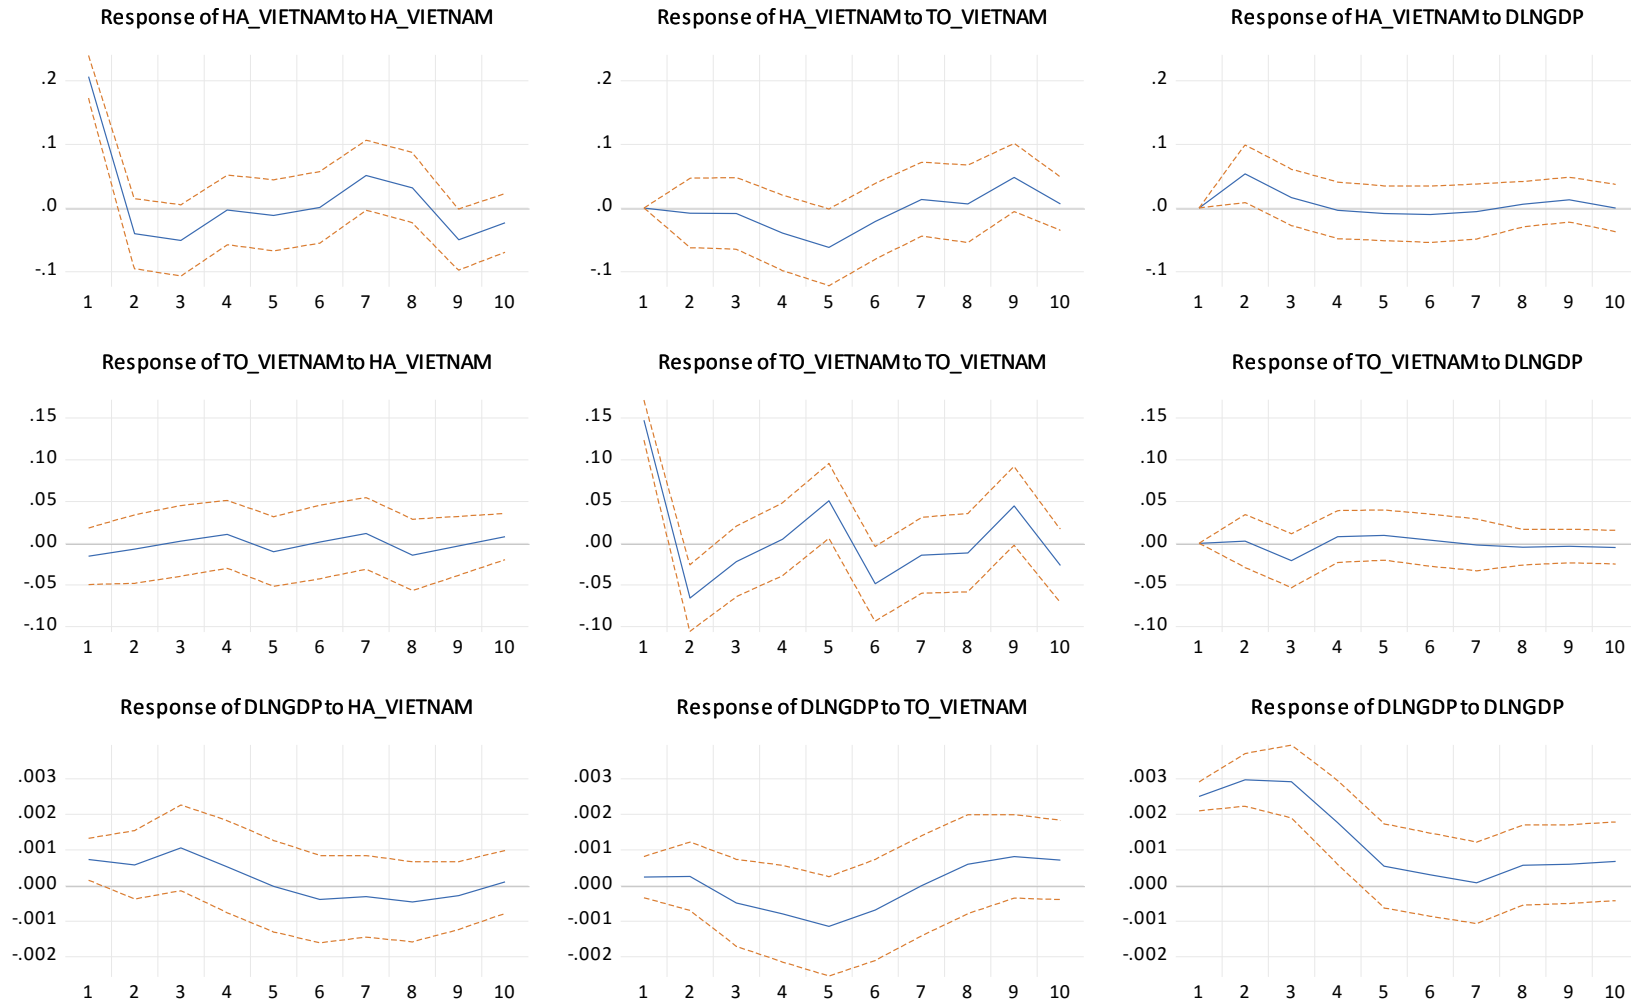 Response of HA_VIETNAM to HA_VIETNAM
.2
.1
.0
-.1
1 2 3 4 5 6 7 8 9 10
Response of HA_VIETNAM to TO_VIETNAM
.2
.1
.0
-.1
1 2 3 4 5 6 7 8 9 10
Response of HA_VIETNAM to DLNGDP
.2
.1
.0
-.1
1 2 3 4 5 6 7 8 9 10
Response of TO_VIETNAM to HA_VIETNAM
.15
.10
.05
.00
-.05
-.10
1 2 3 4 5 6 7 8 9 10
Response of TO_VIETNAM to TO_VIETNAM
.15
.10
.05
.00
-.05
-.10
1 2 3 4 5 6 7 8 9 10
Response of TO_VIETNAM to DLNGDP
.15
.10
.05
.00
-.05
-.10
1 2 3 4 5 6 7 8 9 10
Response of DLNGDP to HA_VIETNAM
.003
.002
.001
.000
-.001
-.002
1 2 3 4 5 6 7 8 9 10
Response of DLNGDP to TO_VIETNAM
.003
.002
.001
.000
-.001
-.002
1 2 3 4 5 6 7 8 9 10
Response of DLNGDP to DLNGDP
.003
.002
.001
.000
-.001
-.002
1 2 3 4 5 6 7 8 9 10